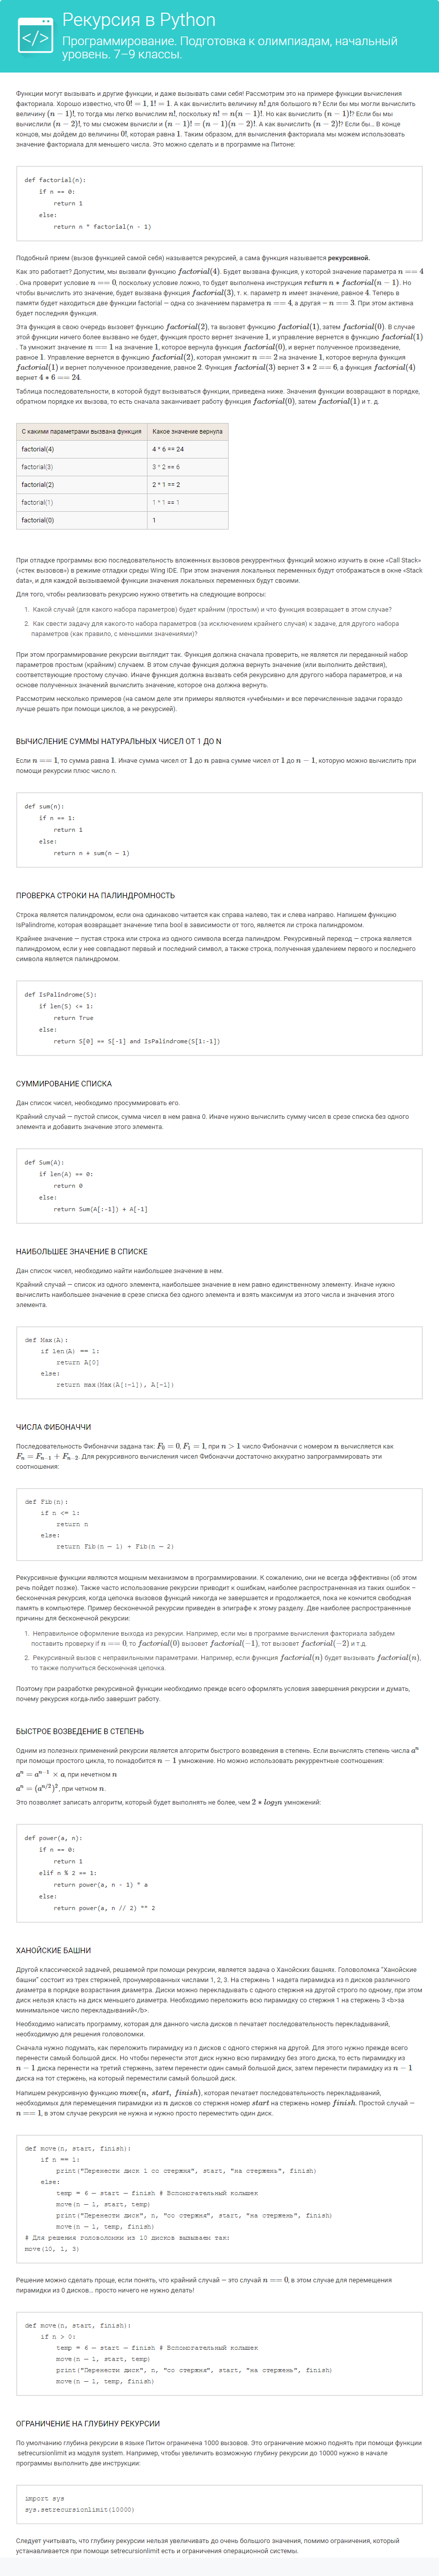 </>
Рекурсия в Python
Программирование. Подготовка к олимпиадам, начальный
уровень. 7–9 классы.
Функции могут вызывать и другие функции, и даже вызывать сами себя! Рассмотрим это на примере функции вычисления
факториала. Хорошо известно, что 0! = 1, 1! = 1. А как вычислить величину n! для большого n? Если бы мы могли вычислить
величину (n − 1)!, то тогда мы легко вычислим n!, поскольку n! = n(n − 1)!. Но как вычислить (n − 1)!? Если бы мы
вычислили (n − 2)!, то мы сможем вычисли и (n − 1)! = (n − 1)(n − 2)!. А как вычислить (n − 2)!? Если бы... В конце
концов, мы дойдем до величины 0!, которая равна 1. Таким образом, для вычисления факториала мы можем использовать
значение факториала для меньшего числа. Это можно сделать и в программе на Питоне:
def factorial(n):
if n == 0:
return 1
else:
return n * factorial(n - 1)
Подобный прием (вызов функцией самой себя) называется рекурсией, а сама функция называется рекурсивной.
Как это работает? Допустим, мы вызвали функцию factorial(4). Будет вызвана функция, у которой значение параметра n == 4
. Она проверит условие n == 0, поскольку условие ложно, то будет выполнена инструкция return n * factorial(n − 1). Но
чтобы вычислить это значение, будет вызвана функция factorial(3), т. к. параметр n имеет значение, равное 4. Теперь в
памяти будет находиться две функции factorial – одна со значением параметра n == 4, а другая – n == 3. При этом активна
будет последняя функция.
Эта функция в свою очередь вызовет функцию factorial(2), та вызовет функцию factorial(1), затем factorial(0). В случае
этой функции ничего более вызвано не будет, функция просто вернет значение 1, и управление вернется в функцию factorial(1)
. Та умножит значение n == 1 на значение 1, которое вернула функция factorial(0), и вернет полученное произведение,
равное 1. Управление вернется в функцию factorial(2), которая умножит n == 2 на значение 1, которое вернула функция
factorial(1) и вернет полученное произведение, равное 2. Функция factorial(3) вернет 3 * 2 == 6, а функция factorial(4)
вернет 4 * 6 == 24.
Таблица последовательности, в которой будут вызываться функции, приведена ниже. Значения функции возвращают в порядке,
обратном порядке их вызова, то есть сначала заканчивает работу функция factorial(0), затем factorial(1) и т. д.
С какими параметрами вызвана функция Какое значение вернула
factorial(4) 4 * 6 == 24
factorial(3) 3 * 2 == 6
factorial(2) 2 * 1 == 2
factorial(1) 1 * 1 == 1
factorial(0) 1
При отладке программы всю последовательность вложенных вызовов рекуррентных функций можно изучить в окне «Call Stack»
(«стек вызовов») в режиме отладки среды Wing IDE. При этом значения локальных переменных будут отображаться в окне «Stack
data», и для каждой вызываемой функции значения локальных переменных будут своими.
Для того, чтобы реализовать рекурсию нужно ответить на следующие вопросы:
1. Какой случай (для какого набора параметров) будет крайним (простым) и что функция возвращает в этом случае?
2. Как свести задачу для какого-то набора параметров (за исключением крайнего случая) к задаче, для другого набора
параметров (как правило, с меньшими значениями)?
При этом программирование рекурсии выглядит так. Функция должна сначала проверить, не является ли переданный набор
параметров простым (крайним) случаем. В этом случае функция должна вернуть значение (или выполнить действия),
соответствующие простому случаю. Иначе функция должна вызвать себя рекурсивно для другого набора параметров, и на
основе полученных значений вычислить значение, которое она должна вернуть.
Рассмотрим несколько примеров (на самом деле эти примеры являются «учебными» и все перечисленные задачи гораздо
лучше решать при помощи циклов, а не рекурсией).
ВЫЧИСЛЕНИЕ СУММЫ НАТУРАЛЬНЫХ ЧИСЕЛ ОТ 1 ДО N
Если n == 1, то сумма равна 1. Иначе сумма чисел от 1 до n равна сумме чисел от 1 до n − 1, которую можно вычислить при
помощи рекурсии плюс число n.
def sum(n):
if n == 1:
return 1
else:
return n + sum(n − 1)
ПРОВЕРКА СТРОКИ НА ПАЛИНДРОМНОСТЬ
Строка является палиндромом, если она одинаково читается как справа налево, так и слева направо. Напишем функцию
IsPalindrome, которая возвращает значение типа bool в зависимости от того, является ли строка палиндромом.
Крайнее значение – пустая строка или строка из одного символа всегда палиндром. Рекурсивный переход – строка является
палиндромом, если у нее совпадают первый и последний символ, а также строка, полученная удалением первого и последнего
символа является палиндромом.
def IsPalindrome(S):
if len(S) <= 1:
return True
else:
return S[0] == S[-1] and IsPalindrome(S[1:-1])
СУММИРОВАНИЕ СПИСКА
Дан список чисел, необходимо просуммировать его.
Крайний случай — пустой список, сумма чисел в нем равна 0. Иначе нужно вычислить сумму чисел в срезе списка без одного
элемента и добавить значение этого элемента.
def Sum(A):
if len(A) == 0:
return 0
else:
return Sum(A[:-1]) + A[-1]
НАИБОЛЬШЕЕ ЗНАЧЕНИЕ В СПИСКЕ
Дан список чисел, необходимо найти наибольшее значение в нем.
Крайний случай — список из одного элемента, наибольшее значение в нем равно единственному элементу. Иначе нужно
вычислить наибольшее значение в срезе списка без одного элемента и взять максимум из этого числа и значения этого
элемента.
def Max(A):
if len(A) == 1:
return A[0]
else:
return max(Max(A[:−1]), A[−1])
ЧИСЛА ФИБОНАЧЧИ
Последовательность Фибоначчи задана так: F0 = 0, F1 = 1, при n > 1 число Фибоначчи с номером n вычисляется как
Fn = Fn−1 + Fn−2. Для рекурсивного вычисления чисел Фибоначчи достаточно аккуратно запрограммировать эти
соотношения:
def Fib(n):
if n <= 1:
return n
else:
return Fib(n − 1) + Fib(n − 2)
Рекурсивные функции являются мощным механизмом в программировании. К сожалению, они не всегда эффективны (об этом
речь пойдет позже). Также часто использование рекурсии приводит к ошибкам, наиболее распространенная из таких ошибок –
бесконечная рекурсия, когда цепочка вызовов функций никогда не завершается и продолжается, пока не кончится свободная
память в компьютере. Пример бесконечной рекурсии приведен в эпиграфе к этому разделу. Две наиболее распространенные
причины для бесконечной рекурсии:
1. Неправильное оформление выхода из рекурсии. Например, если мы в программе вычисления факториала забудем
поставить проверку if n == 0, то factorial(0) вызовет factorial(−1), тот вызовет factorial(−2) и т.д.
2. Рекурсивный вызов с неправильными параметрами. Например, если функция factorial(n) будет вызывать factorial(n),
то также получиться бесконечная цепочка.
Поэтому при разработке рекурсивной функции необходимо прежде всего оформлять условия завершения рекурсии и думать,
почему рекурсия когда-либо завершит работу.
БЫСТРОЕ ВОЗВЕДЕНИЕ В СТЕПЕНЬ
Одним из полезных применений рекурсии является алгоритм быстрого возведения в степень. Если вычислять степень числа aⁿ
при помощи простого цикла, то понадобится n − 1 умножение. Но можно использовать рекуррентные соотношения:
aⁿ = aⁿ⁻¹ × a, при нечетном n
aⁿ = (a^{n/2})², при четном n.
Это позволяет записать алгоритм, который будет выполнять не более, чем 2 * log₂n умножений:
def power(a, n):
if n == 0:
return 1
elif n % 2 == 1:
return power(a, n - 1) * a
else:
return power(a, n // 2) ** 2
ХАНОЙСКИЕ БАШНИ
Другой классической задачей, решаемой при помощи рекурсии, является задача о Ханойских башнях. Головоломка "Ханойские
башни" состоит из трех стержней, пронумерованных числами 1, 2, 3. На стержень 1 надета пирамидка из n дисков различного
диаметра в порядке возрастания диаметра. Диски можно перекладывать с одного стержня на другой строго по одному, при этом
диск нельзя класть на диск меньшего диаметра. Необходимо переложить всю пирамидку со стержня 1 на стержень 3 <b>за
минимальное число перекладываний</b>.
Необходимо написать программу, которая для данного числа дисков n печатает последовательность перекладываний,
необходимую для решения головоломки.
Сначала нужно подумать, как переложить пирамидку из n дисков с одного стержня на другой. Для этого нужно прежде всего
перенести самый большой диск. Но чтобы перенести этот диск нужно всю пирамидку без этого диска, то есть пирамидку из
n − 1 диска перенести на третий стержень, затем перенести один самый большой диск, затем перенести пирамидку из n − 1
диска на тот стержень, на который переместили самый большой диск.
Напишем рекурсивную функцию move(n, start, finish), которая печатает последовательность перекладываний,
необходимых для перемещения пирамидки из n дисков со стержня номер start на стержень номер finish. Простой случай –
n == 1, в этом случае рекурсия не нужна и нужно просто переместить один диск.
def move(n, start, finish):
if n == 1:
print("Перенести диск 1 со стержня", start, "на стержень", finish)
else:
temp = 6 − start − finish # Вспомогательный колышек
move(n − 1, start, temp)
print("Перенести диск", n, "со стержня", start, "на стержень", finish)
move(n − 1, temp, finish)
# Для решения головоломки из 10 дисков вызываем так:
move(10, 1, 3)
Решение можно сделать проще, если понять, что крайний случай – это случай n == 0, в этом случае для перемещения
пирамидки из 0 дисков... просто ничего не нужно делать!
def move(n, start, finish):
if n > 0:
temp = 6 − start − finish # Вспомогательный колышек
move(n − 1, start, temp)
print("Перенести диск", n, "со стержня", start, "на стержень", finish)
move(n − 1, temp, finish)
ОГРАНИЧЕНИЕ НА ГЛУБИНУ РЕКУРСИИ
По умолчанию глубина рекурсии в языке Питон ограничена 1000 вызовов. Это ограничение можно поднять при помощи функции
setrecursionlimit из модуля system. Например, чтобы увеличить возможную глубину рекурсии до 10000 нужно в начале
программы выполнить две инструкции:
import sys
sys.setrecursionlimit(10000)
Следует учитывать, что глубину рекурсии нельзя увеличивать до очень большого значения, помимо ограничения, который
устанавливается при помощи setrecursionlimit есть и ограничения операционной системы.